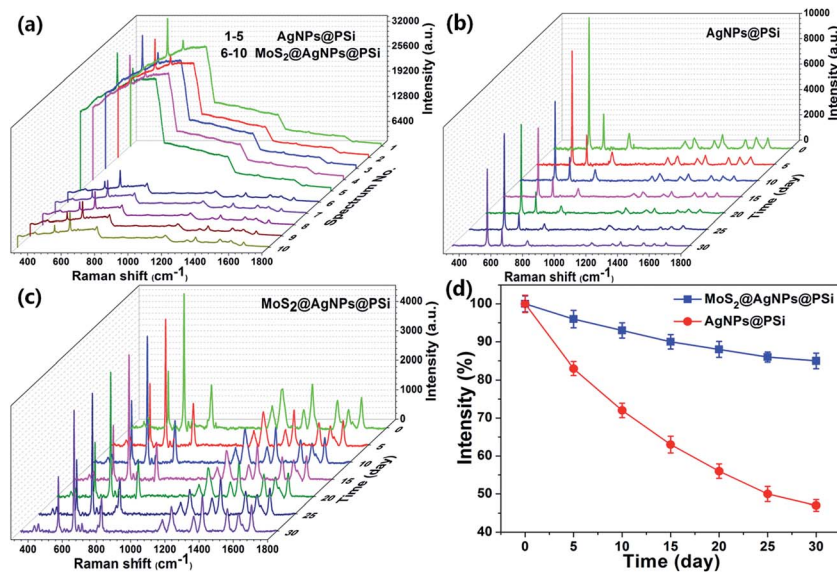 (a)
1-5 AgNPs@PSi
6-10 MoS2@AgNPs@PSi
32000
25600
19200
12800
6400
Intensity (a.u.)
1
2
3
4
5
6
7
8
9
10
Spectrum No.
400 600 800 1000 1200 1400 1600 1800
Raman shift (cm-1)
(b)
AgNPs@PSi
10000
8000
6000
4000
2000
0
Intensity (a.u.)
0
5
10
15
20
25
30
Time (day)
400 600 800 1000 1200 1400 1600 1800
Raman shift (cm-1)
(c)
MoS2@AgNPs@PSi
4000
3000
2000
1000
0
Intensity (a.u.)
0
5
10
15
20
25
30
Time (day)
400 600 800 1000 1200 1400 1600 1800
Raman shift (cm-1)
(d)
MoS2@AgNPs@PSi
AgNPs@PSi
100
90
80
70
60
50
40
Intensity (%)
0 5 10 15 20 25 30
Time (day)